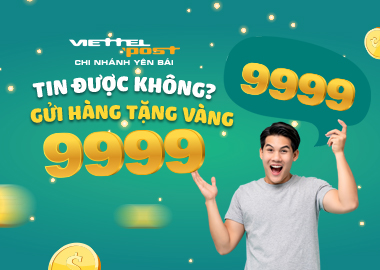 VIETTEL
post
CHI NHÁNH YÊN BÁI
TIN ĐƯỢC KHÔNG?
GỬI HÀNG TẶNG VÀNG
9999
9999